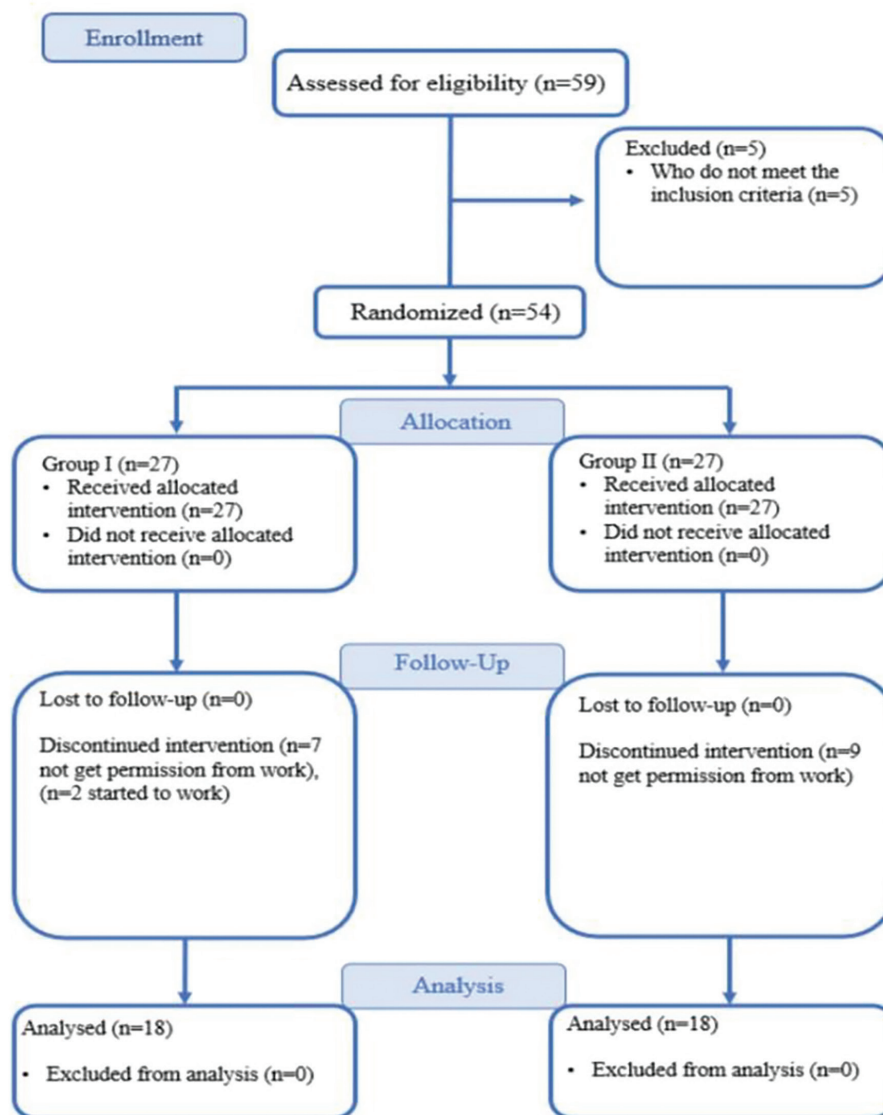 Enrollment
Assessed for eligibility (n=59)
Excluded (n=5)
• Who do not meet the
inclusion criteria (n=5)
Randomized (n=54)
Allocation
Group I (n=27)
• Received allocated
intervention (n=27)
• Did not receive allocated
intervention (n=0)
Group II (n=27)
• Received allocated
intervention (n=27)
• Did not receive allocated
intervention (n=0)
Follow-Up
Lost to follow-up (n=0)
Discontinued intervention (n=7
not get permission from work),
(n=2 started to work)
Lost to follow-up (n=0)
Discontinued intervention (n=9
not get permission from work)
Analysis
Analysed (n=18)
• Excluded from analysis (n=0)
Analysed (n=18)
• Excluded from analysis (n=0)